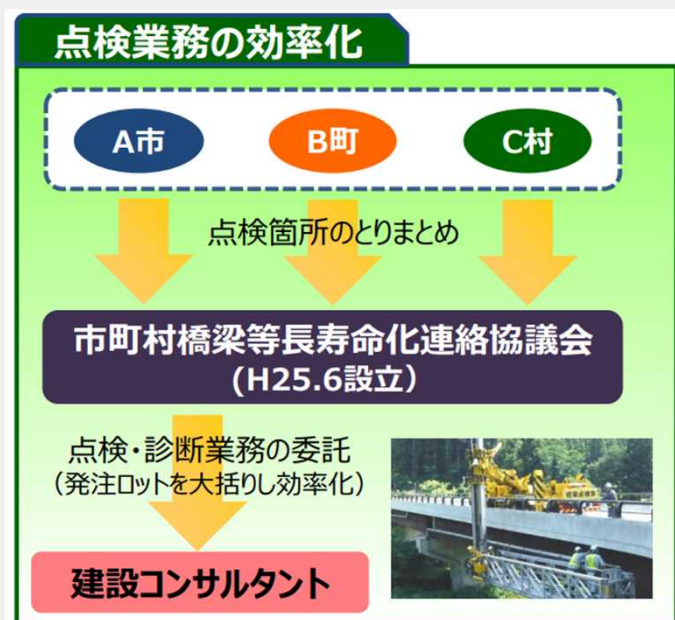 点検業務の効率化
A市
B町
C村
点検箇所のとりまとめ
市町村橋梁等長寿命化連絡協議会
(H25.6設立）
点検・診断業務の委託
（発注ロットを大括りし効率化）
建設コンサルタント